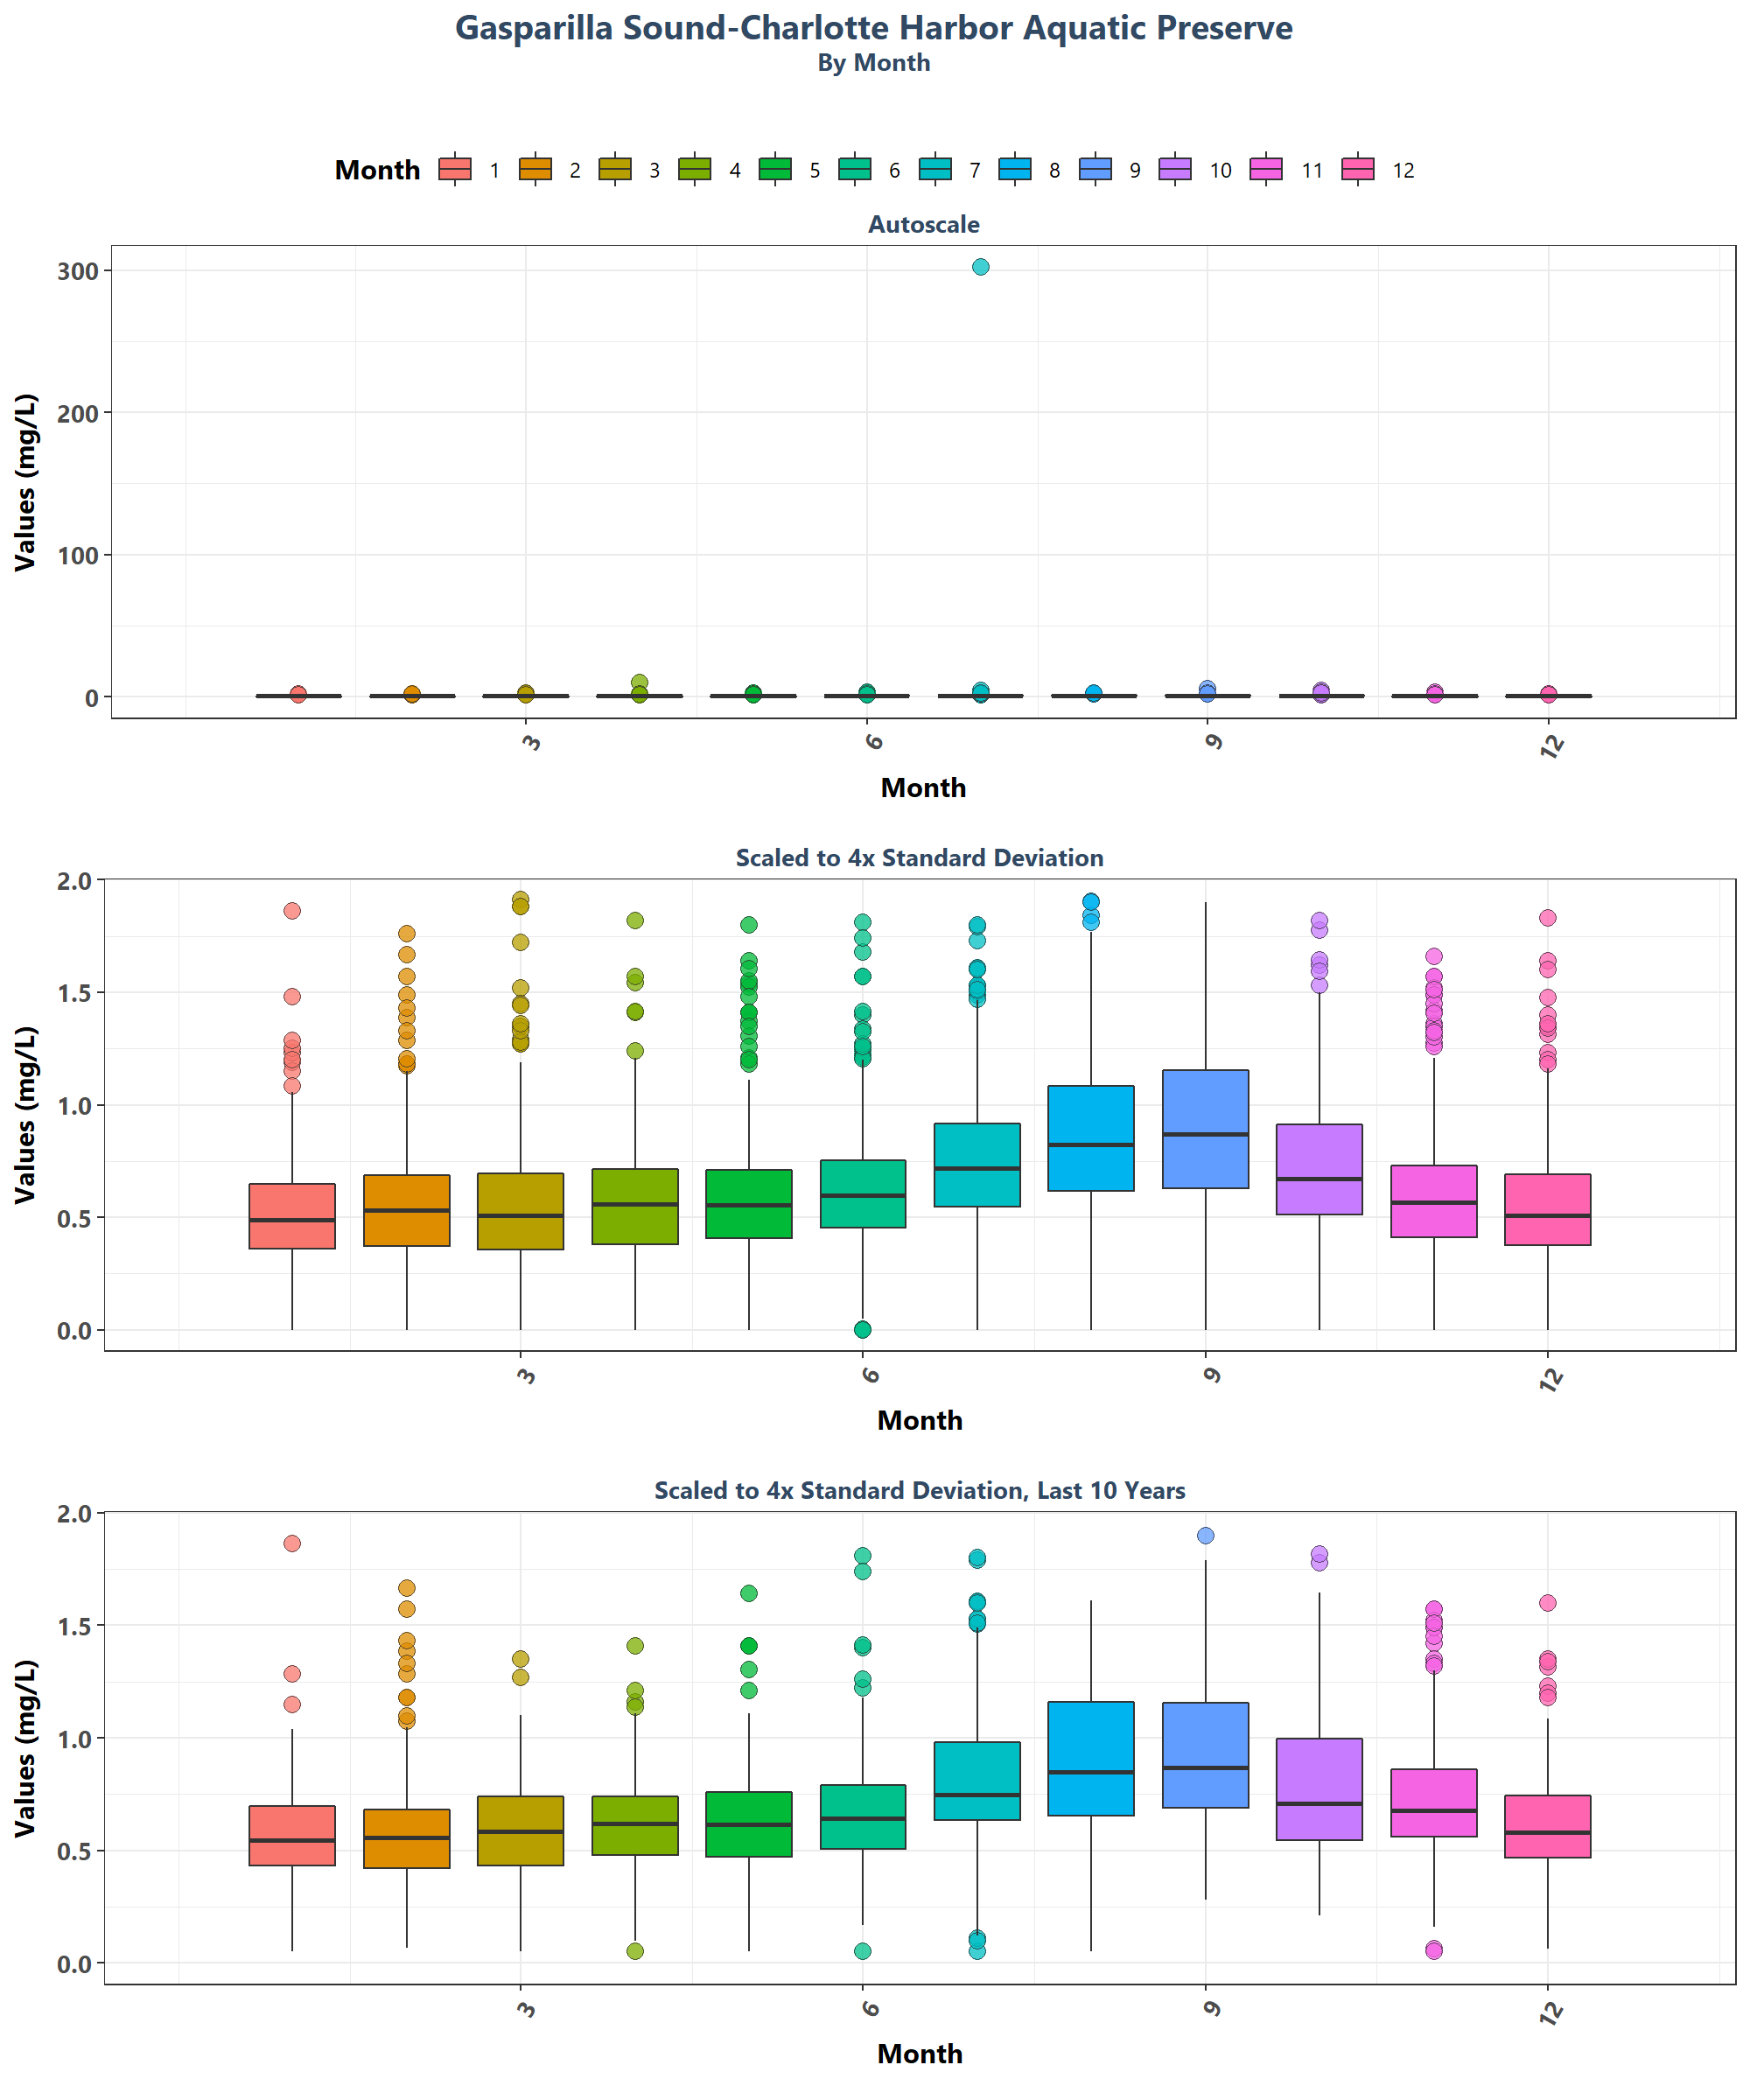 Gasparilla Sound-Charlotte Harbor Aquatic Preserve
By Month
Month 1 2 3 4 5 6 7 8 9 10 11 12
Autoscale
Values (mg/L)
300
200
100
0
3 6 9 12
Month
Scaled to 4x Standard Deviation
Values (mg/L)
2.0
1.5
1.0
0.5
0.0
3 6 9 12
Month
Scaled to 4x Standard Deviation, Last 10 Years
Values (mg/L)
2.0
1.5
1.0
0.5
0.0
3 6 9 12
Month